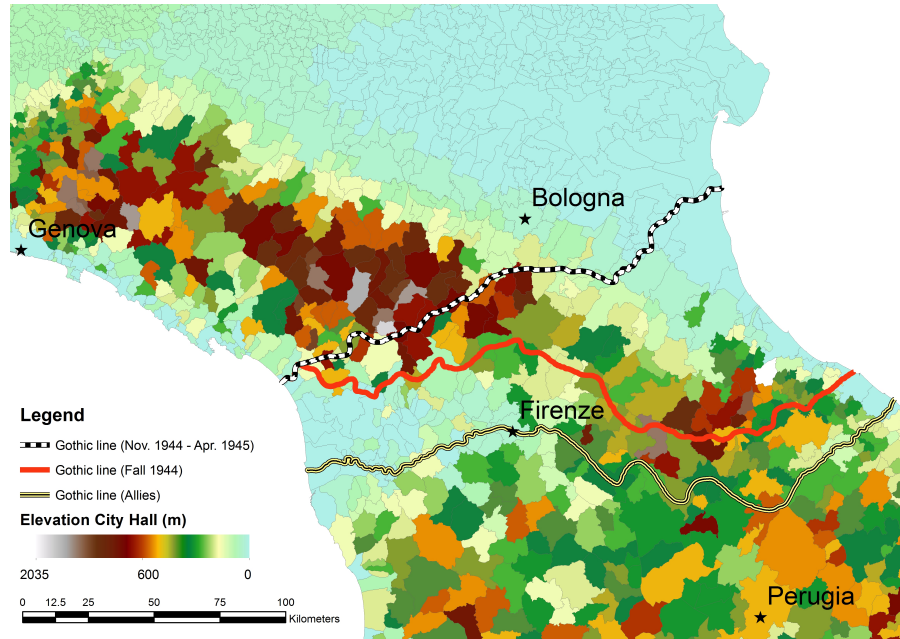 Bologna
Genova
Firenze
Legend
Gothic line (Nov. 1944 - Apr. 1945)
Gothic line (Fall 1944)
Gothic line (Allies)
Elevation City Hall (m)
2035 600 0
0 12.5 25 50 75 100
Kilometers
Perugia